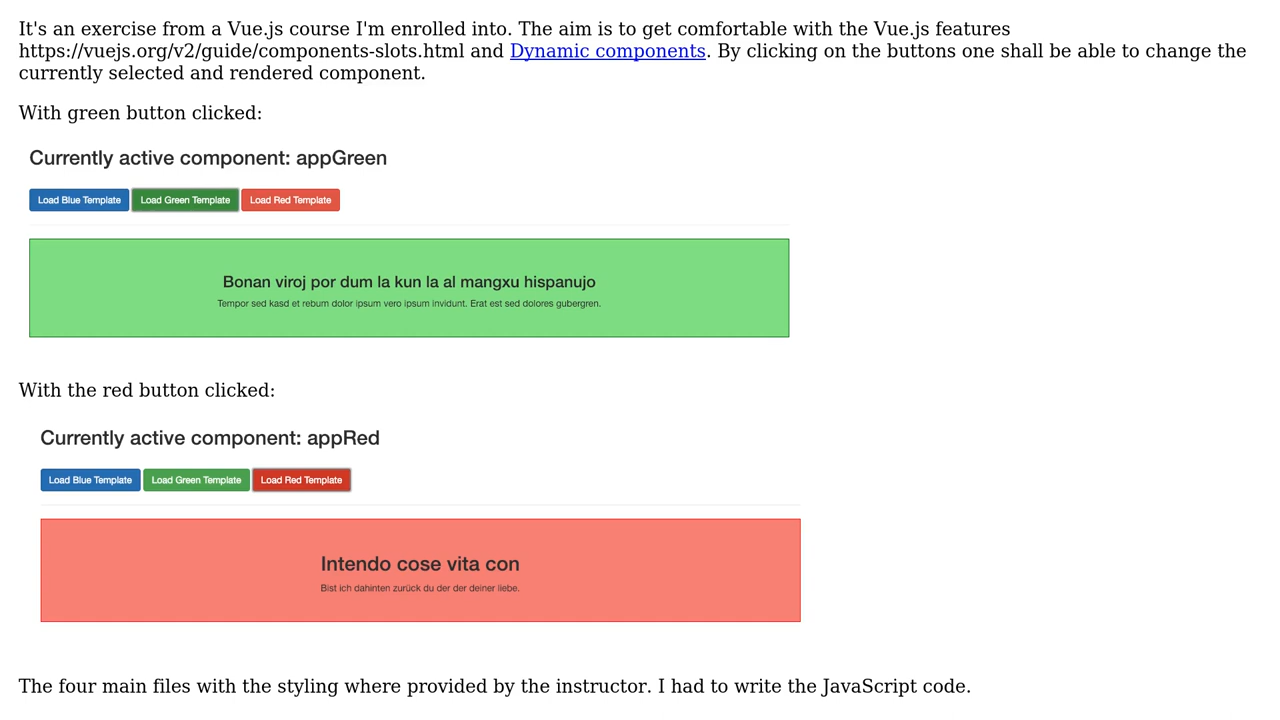 It's an exercise from a Vue.js course I'm enrolled into. The aim is to get comfortable with the Vue.js features
https://vuejs.org/v2/guide/components-slots.html and Dynamic components. By clicking on the buttons one shall be able to change the
currently selected and rendered component.
With green button clicked:
Currently active component: appGreen
Load Blue Template Load Green Template Load Red Template
Bonan viroj por dum la kun la al mangxu hispanujo
Tempor sed kasd et rebum dolor ipsum vero ipsum invidunt. Erat est sed dolores gubergren.
With the red button clicked:
Currently active component: appRed
Load Blue Template Load Green Template Load Red Template
Intendo cose vita con
Bist ich dahinten zurück du der der deiner liebe.
The four main files with the styling where provided by the instructor. I had to write the JavaScript code.